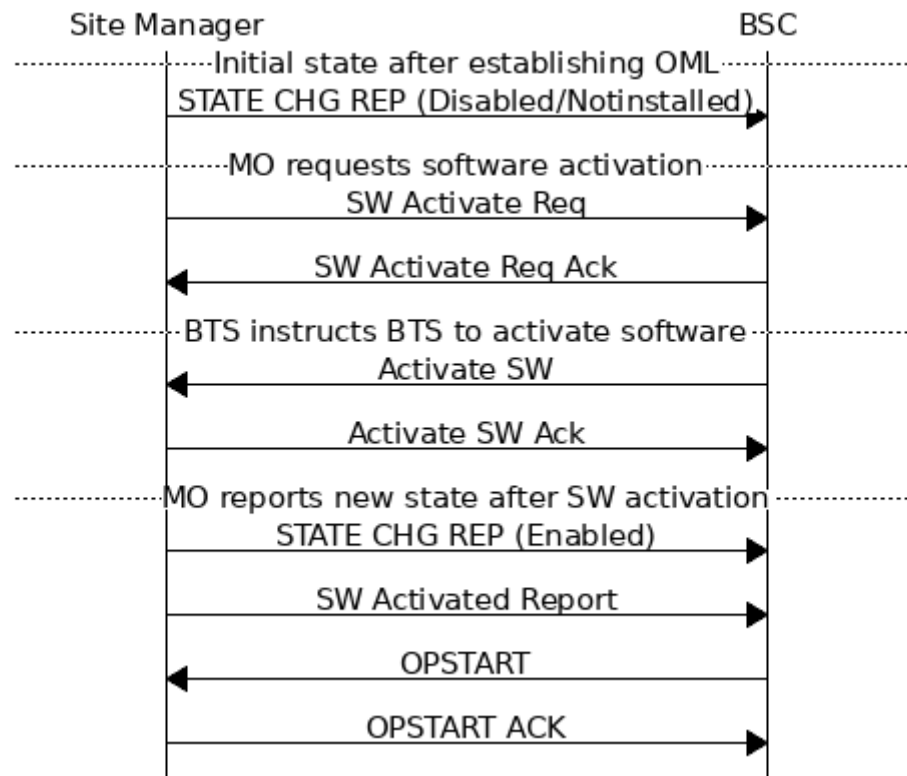 Site Manager BSC
Initial state after establishing OML
STATE CHG REP (Disabled/Notinstalled)
MO requests software activation
SW Activate Req
SW Activate Req Ack
BTS instructs BTS to activate software
Activate SW
Activate SW Ack
MO reports new state after SW activation
STATE CHG REP (Enabled)
SW Activated Report
OPSTART
OPSTART ACK